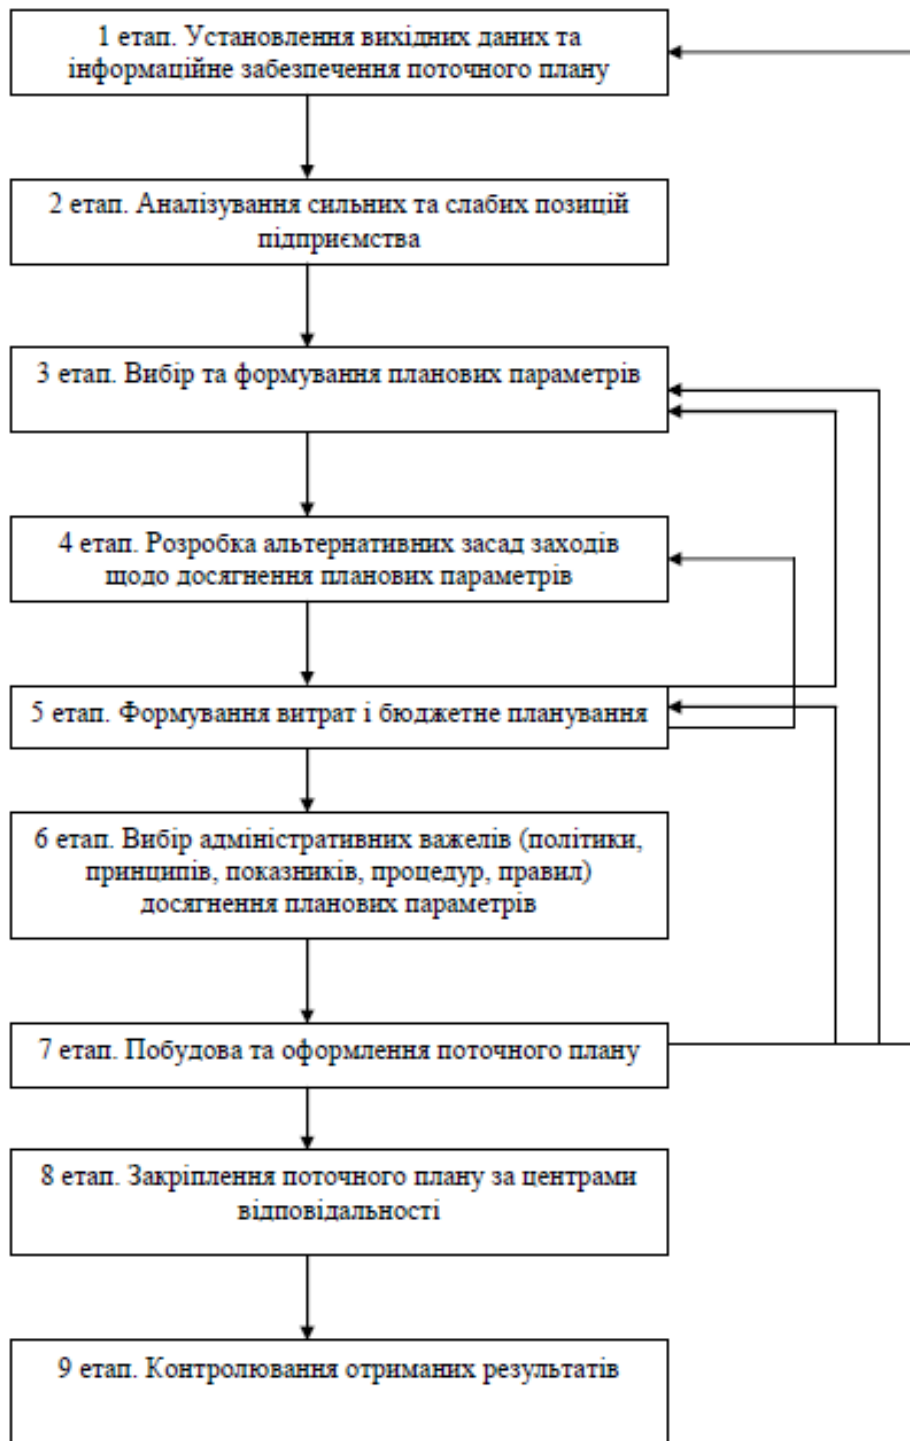 1 етап. Установлення вихідних даних та
інформаційне забезпечення поточного плану
2 етап. Аналізування сильних та слабих позицій
підприємства
3 етап. Вибір та формування планових параметрів
4 етап. Розробка альтернативних засад заходів
щодо досягнення планових параметрів
5 етап. Формування витрат і бюджетне планування
6 етап. Вибір адміністративних важелів (політики,
принципів, показників, процедур, правил)
досягнення планових параметрів
7 етап. Побудова та оформлення поточного плану
8 етап. Закріплення поточного плану за центрами
відповідальності
9 етап. Контролювання отриманих результатів